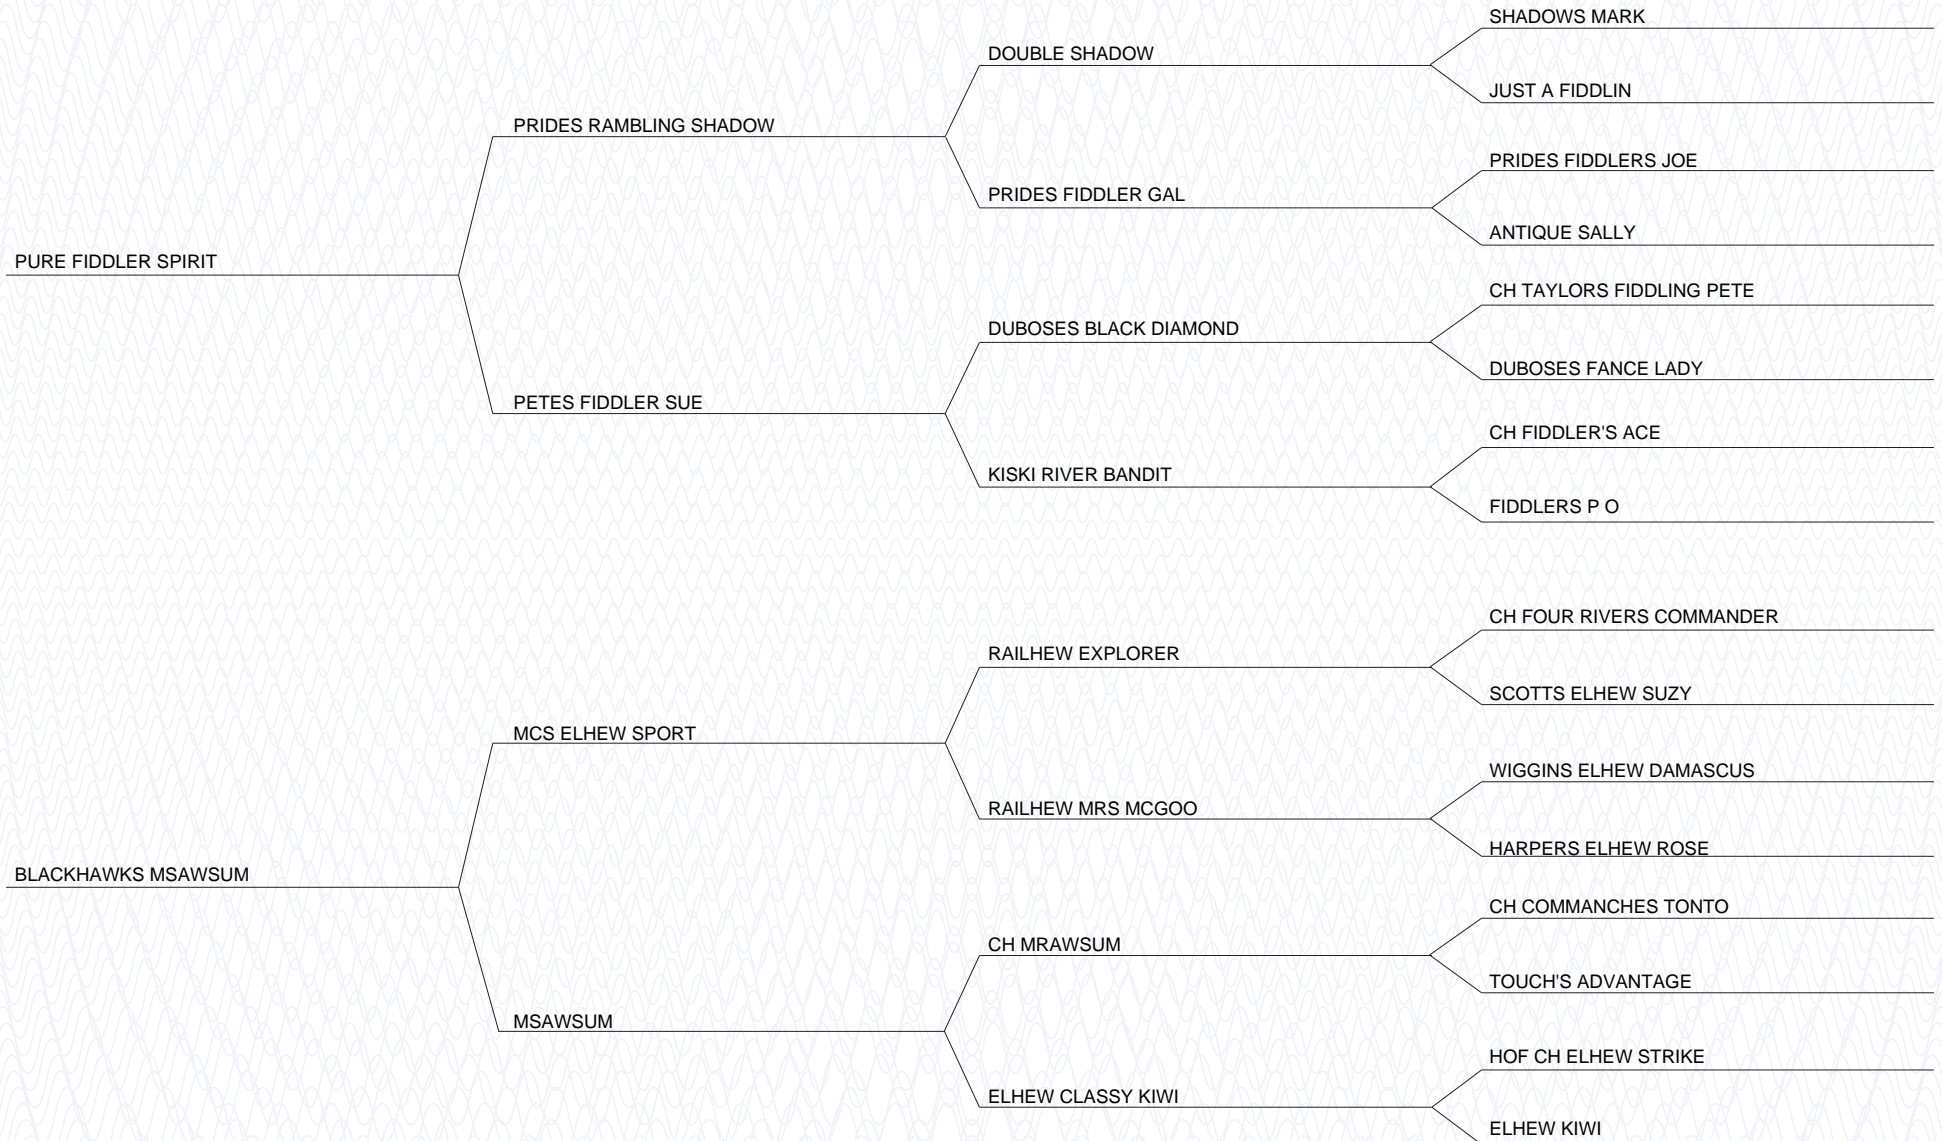 SHADOWS MARK
DOUBLE SHADOW
JUST A FIDDLIN
PRIDES RAMBLING SHADOW
PRIDES FIDDLERS JOE
PRIDES FIDDLER GAL
ANTIQUE SALLY
PURE FIDDLER SPIRIT
CH TAYLORS FIDDLING PETE
DUBOSES BLACK DIAMOND
DUBOSES FANCE LADY
PETES FIDDLER SUE
CH FIDDLER'S ACE
KISKI RIVER BANDIT
FIDDLERS P O
CH FOUR RIVERS COMMANDER
RAILHEW EXPLORER
SCOTTS ELHEW SUZY
MCS ELHEW SPORT
WIGGINS ELHEW DAMASCUS
RAILHEW MRS MCGOO
HARPERS ELHEW ROSE
BLACKHAWKS MSAWSUM
CH COMMANCHES TONTO
CH MRAWSUM
TOUCH'S ADVANTAGE
MSAWSUM
HOF CH ELHEW STRIKE
ELHEW CLASSY KIWI
ELHEW KIWI